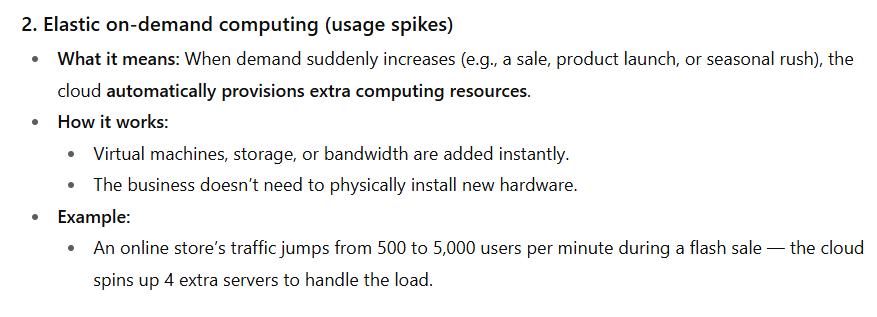 2. Elastic on-demand computing (usage spikes)
• What it means: When demand suddenly increases (e.g., a sale, product launch, or seasonal rush), the
cloud automatically provisions extra computing resources.
• How it works:
• Virtual machines, storage, or bandwidth are added instantly.
• The business doesn’t need to physically install new hardware.
• Example:
• An online store’s traffic jumps from 500 to 5,000 users per minute during a flash sale — the cloud
spins up 4 extra servers to handle the load.